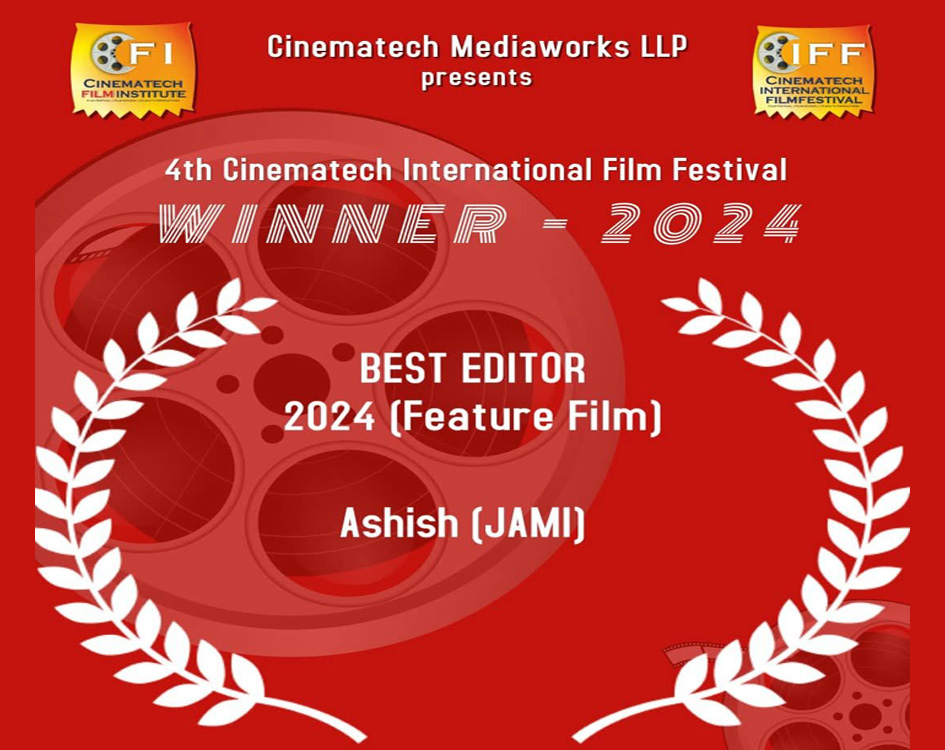 CFI
CINEMATECH
FILM INSTITUTE
Cinematech Mediaworks LLP
presents
CIFF
CINEMATECH
INTERNATIONAL
FILMFESTIVAL
4th Cinematech International Film Festival
WINNER - 2024
BEST EDITOR
2024 (Feature Film)
Ashish (JAMI)